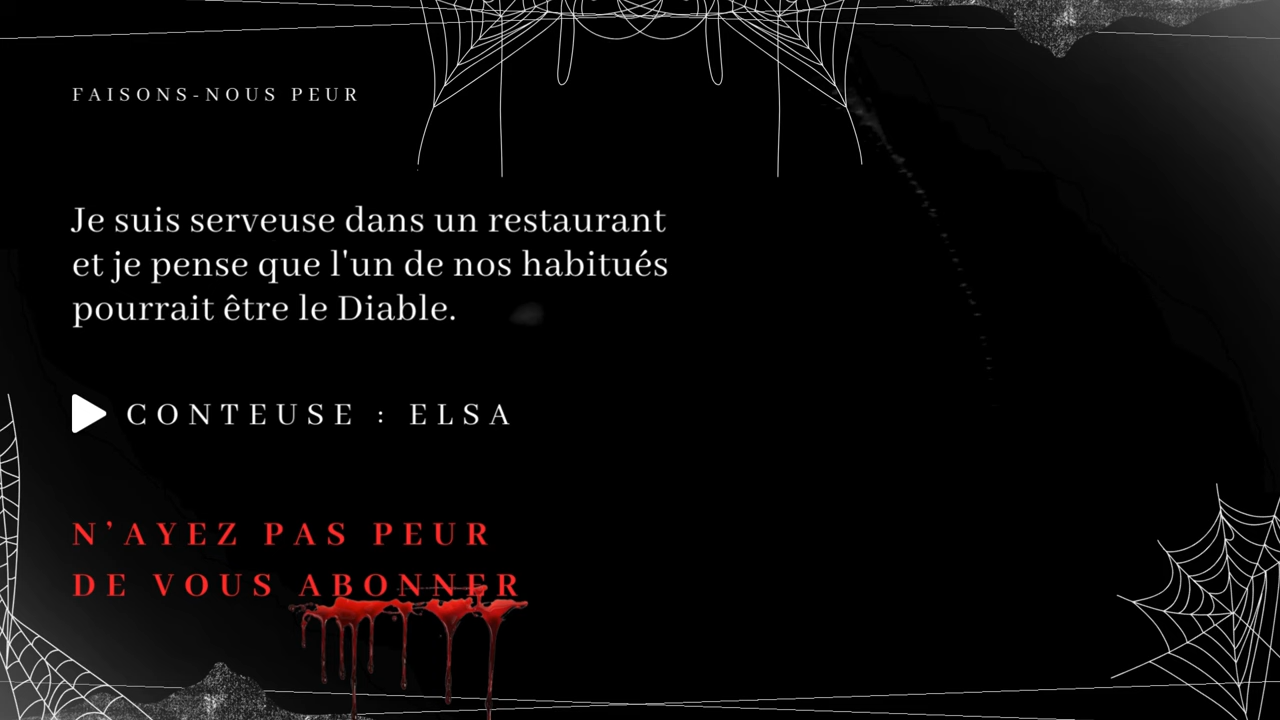 FAISONS-NOUS PEUR
Je suis serveuse dans un restaurant
et je pense que l'un de nos habitués
pourrait être le Diable.
CONTEUSE : ELSA
N’AYEZ PAS PEUR
DE VOUS ABONNER